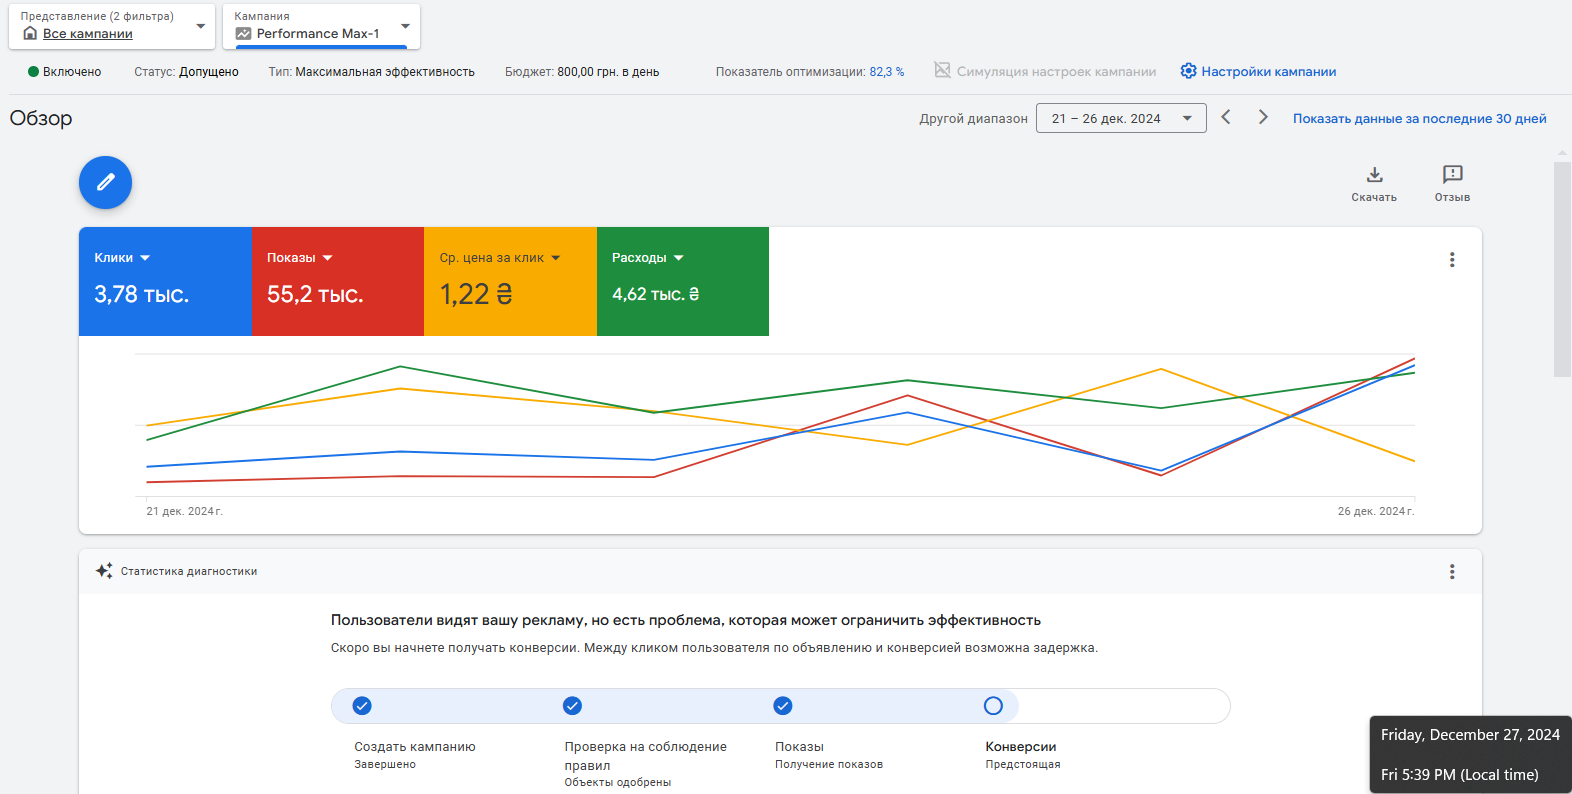 Представление (2 фильтра)
Все кампании
Кампания
Performance Max-1
Включено
Статус: Допущено
Тип: Максимальная эффективность
Бюджет: 800,00 грн. в день
Показатель оптимизации: 82,3 %
Симуляция настроек кампании
Настройки кампании
Обзор
Другой диапазон
21 – 26 дек. 2024
Показать данные за последние 30 дней
Скачать
Отзыв
Клики
3,78 тыс.
Показы
55,2 тыс.
Ср. цена за клик
1,22 ₴
Расходы
4,62 тыс. ₴
21 дек. 2024 г.
26 дек. 2024 г.
Статистика диагностики
Пользователи видят вашу рекламу, но есть проблема, которая может ограничить эффективность
Скоро вы начнете получать конверсии. Между кликом пользователя по объявлению и конверсией возможна задержка.
Создать кампанию
Завершено
Проверка на соблюдение
правил
Объекты одобрены
Показы
Получение показов
Конверсии
Предстоящая
Friday, December 27, 2024
Fri 5:39 PM (Local time)